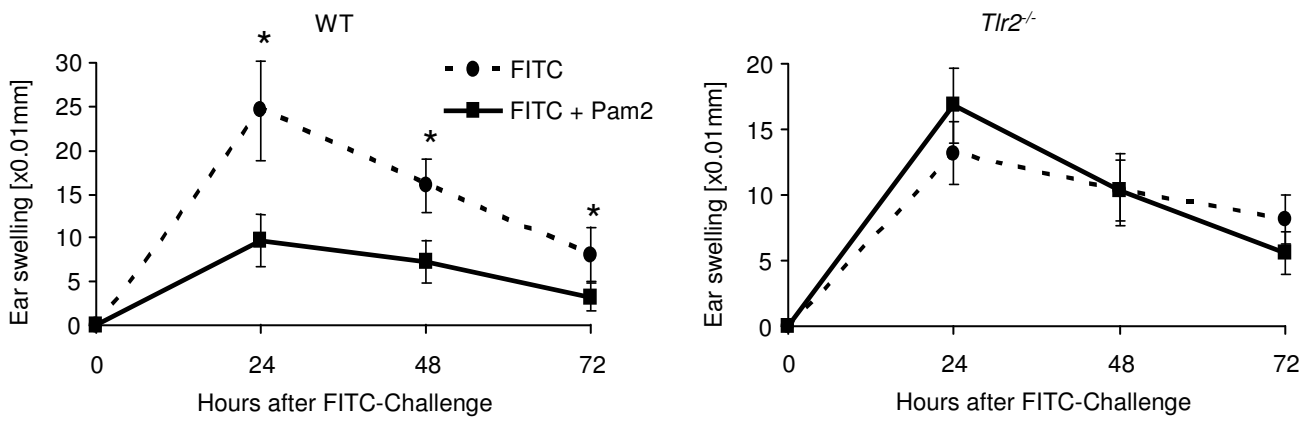 WT
*
*
*
FITC
FITC + Pam2
30
25
20
15
10
5
0
Ear swelling [x0.01mm]
0 24 48 72
Hours after FITC-Challenge
Tlr2-/-
20
15
10
5
0
Ear swelling [x0.01mm]
0 24 48 72
Hours after FITC-Challenge